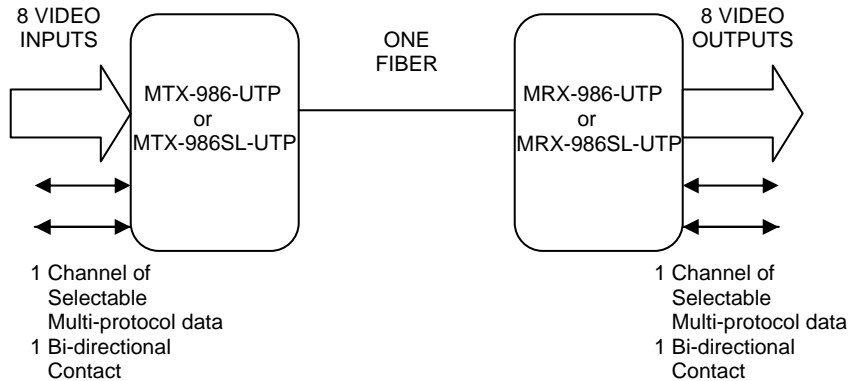 8 VIDEO
INPUTS
MTX-986-UTP
or
MTX-986SL-UTP
ONE
FIBER
MRX-986-UTP
or
MRX-986SL-UTP
8 VIDEO
OUTPUTS
1 Channel of
Selectable
Multi-protocol data
1 Bi-directional
Contact
1 Channel of
Selectable
Multi-protocol data
1 Bi-directional
Contact